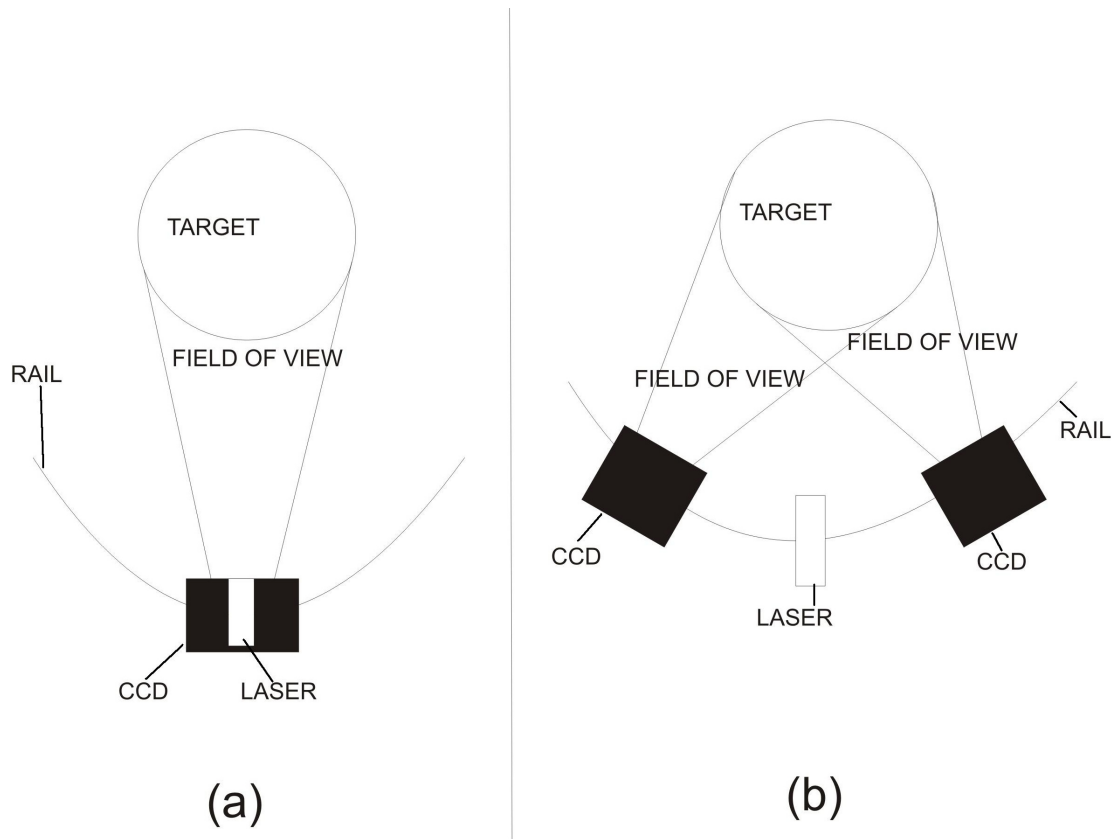 TARGET
FIELD OF VIEW
RAIL
CCD
LASER
(a)
TARGET
FIELD OF VIEW
FIELD OF VIEW
RAIL
CCD
CCD
LASER
(b)